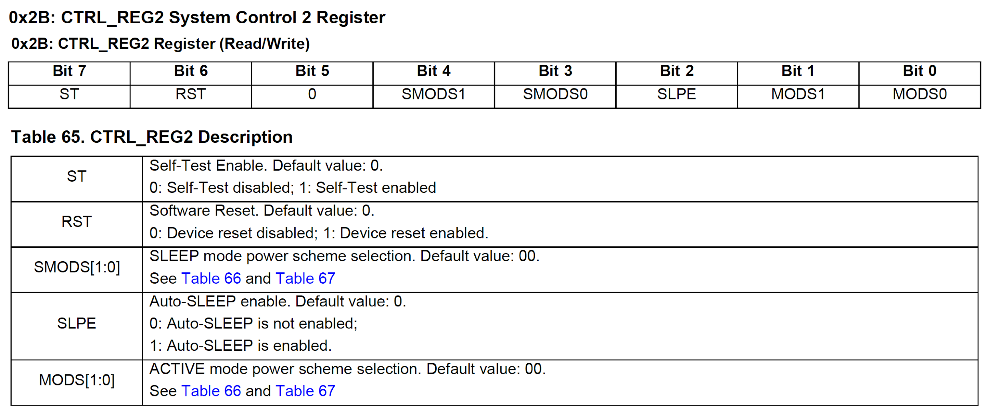 0x2B: CTRL_REG2 System Control 2 Register
0x2B: CTRL_REG2 Register (Read/Write)
Bit 7 Bit 6 Bit 5 Bit 4 Bit 3 Bit 2 Bit 1 Bit 0
ST RST 0 SMODS1 SMODS0 SLPE MODS1 MODS0
Table 65. CTRL_REG2 Description
ST
Self-Test Enable. Default value: 0.
0: Self-Test disabled; 1: Self-Test enabled
RST
Software Reset. Default value: 0.
0: Device reset disabled; 1: Device reset enabled.
SMODS[1:0]
SLEEP mode power scheme selection. Default value: 00.
See Table 66 and Table 67
SLPE
Auto-SLEEP enable. Default value: 0.
0: Auto-SLEEP is not enabled;
1: Auto-SLEEP is enabled.
MODS[1:0]
ACTIVE mode power scheme selection. Default value: 00.
See Table 66 and Table 67